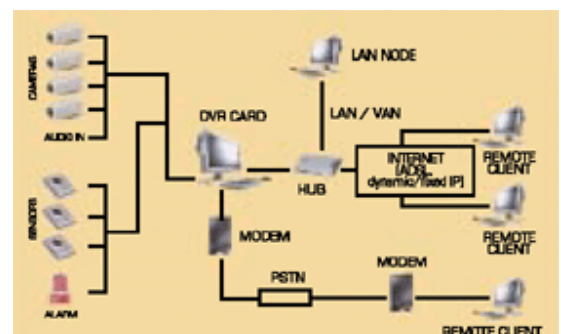 CAMERAS
AUDIO IN
SENSORS
ALARM
DVR CARD
LAN NODE
LAN / VAN
HUB
INTERNET
[ADSL,
dynamic/fixed IP]
REMOTE
CLIENT
REMOTE
CLIENT
MODEM
PSTN
MODEM
REMOTE CLIENT